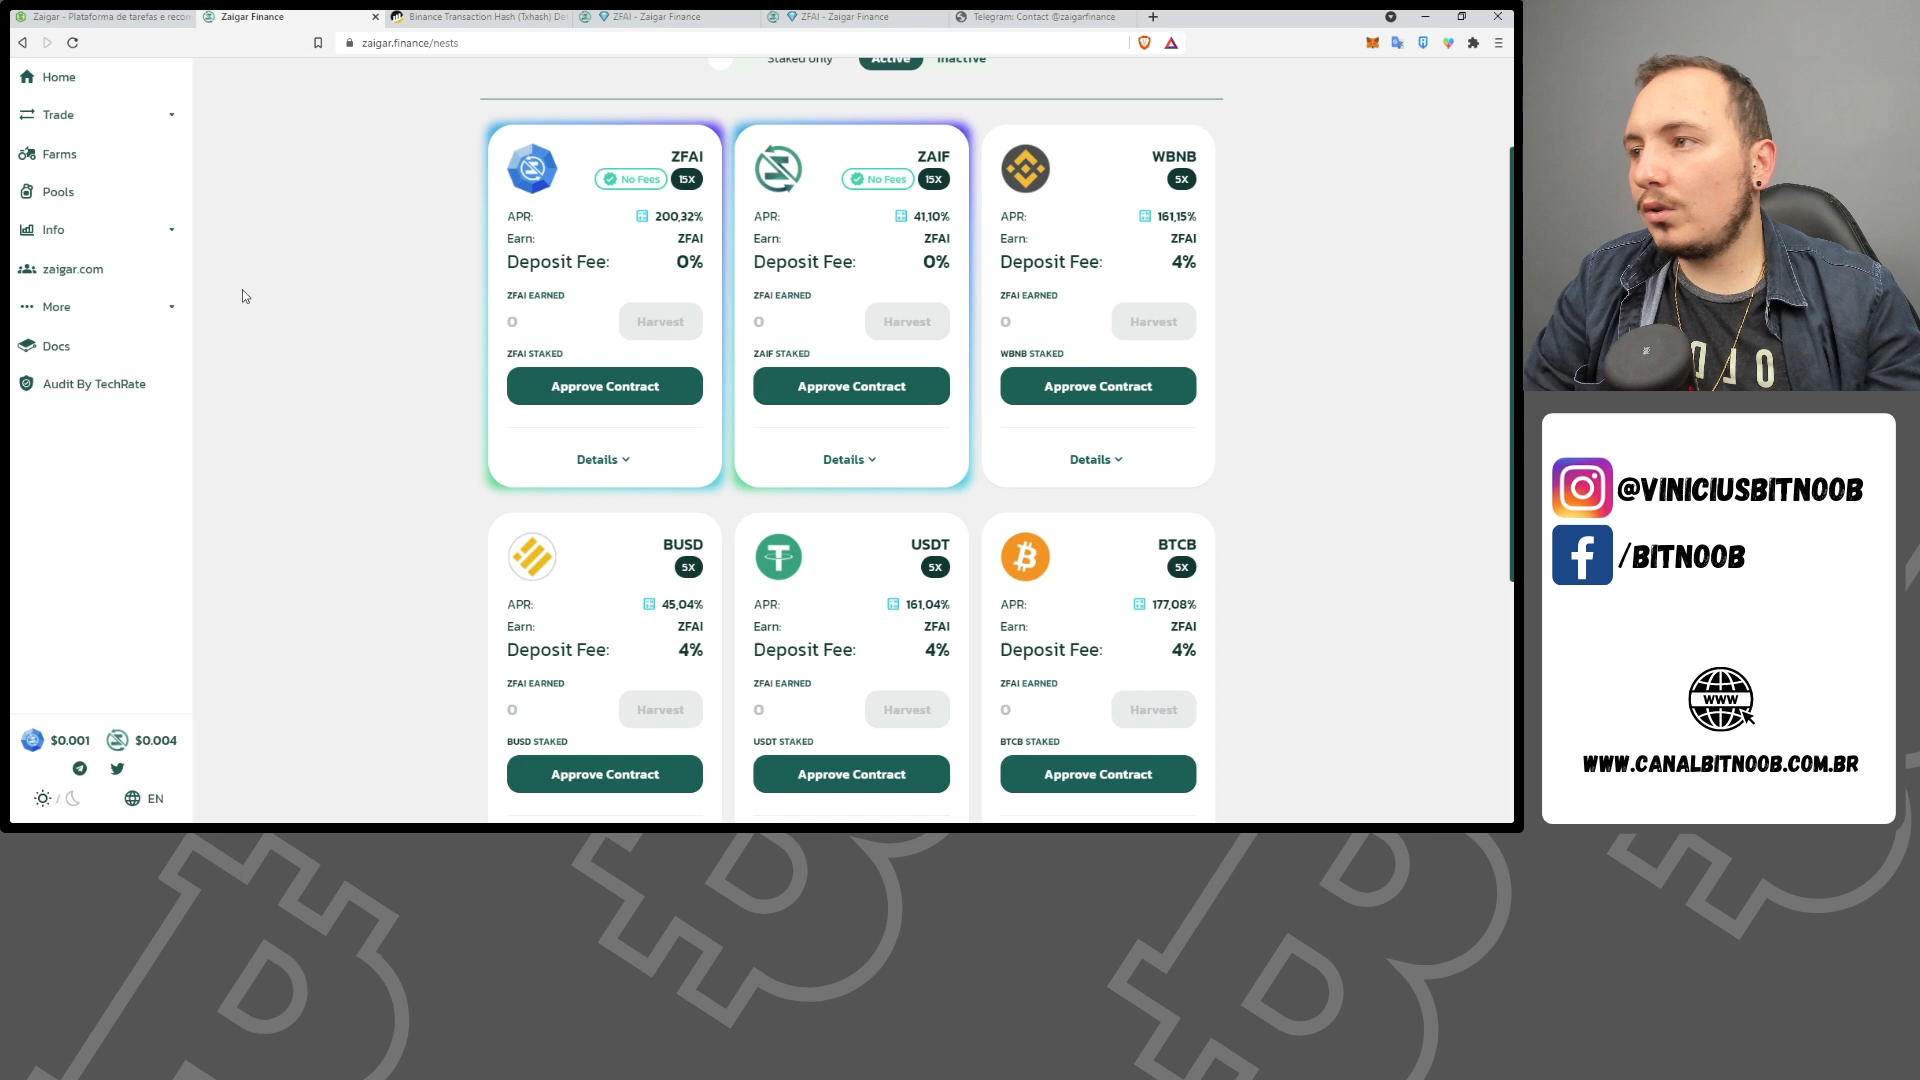 Zaigar - Plataforma de tarefas e recom
Zaigar Finance
Binance Transaction Hash (Txhash) De
ZFAI - Zaigar Finance
ZFAI - Zaigar Finance
Telegram: Contact @zaigarfinance
zaigar.finance/nests
Home
Trade
Farms
Pools
Info
zaigar.com
More
Docs
Audit By TechRate
$0.001 $0.004
EN
Staked only Active Inactive
ZFAI
No Fees 15X
APR: 200,32%
Earn: ZFAI
Deposit Fee: 0%
ZFAI EARNED
0 Harvest
ZFAI STAKED
Approve Contract
Details
ZAIF
No Fees 15X
APR: 41,10%
Earn: ZFAI
Deposit Fee: 0%
ZFAI EARNED
0 Harvest
ZAIF STAKED
Approve Contract
Details
WBNB
5X
APR: 161,15%
Earn: ZFAI
Deposit Fee: 4%
ZFAI EARNED
0 Harvest
WBNB STAKED
Approve Contract
Details
BUSD
5X
APR: 45,04%
Earn: ZFAI
Deposit Fee: 4%
ZFAI EARNED
0 Harvest
BUSD STAKED
Approve Contract
USDT
5X
APR: 161,04%
Earn: ZFAI
Deposit Fee: 4%
ZFAI EARNED
0 Harvest
USDT STAKED
Approve Contract
BTCB
5X
APR: 177,08%
Earn: ZFAI
Deposit Fee: 4%
ZFAI EARNED
0 Harvest
BTCB STAKED
Approve Contract
@VINICIUSBITNOOB
/BITNOOB
WWW
WWW.CANALBITNOOB.COM.BR